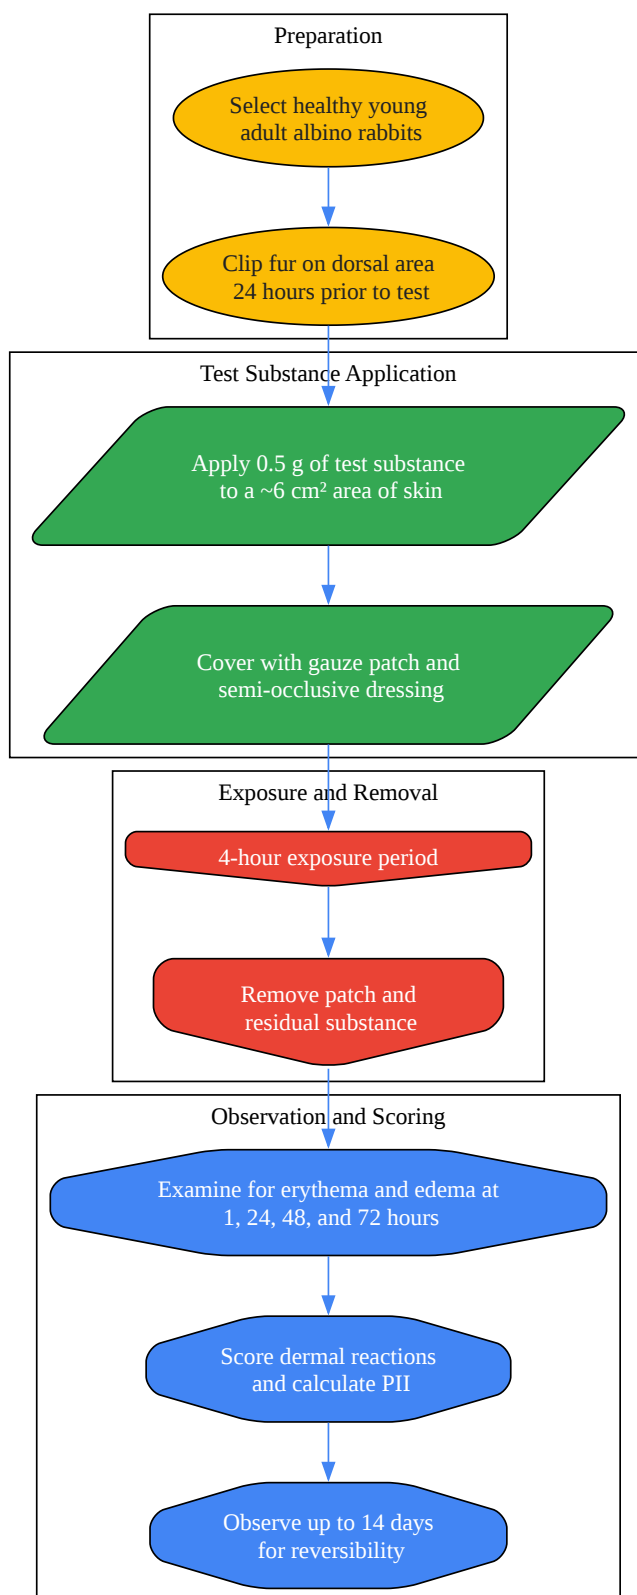 Preparation
Select healthy young
adult albino rabbits
Clip fur on dorsal area
24 hours prior to test
Test Substance Application
Apply 0.5 g of test substance
to a ~6 cm² area of skin
Cover with gauze patch and
semi-occlusive dressing
Exposure and Removal
4-hour exposure period
Remove patch and
residual substance
Observation and Scoring
Examine for erythema and edema at
1, 24, 48, and 72 hours
Score dermal reactions
and calculate PII
Observe up to 14 days
for reversibility